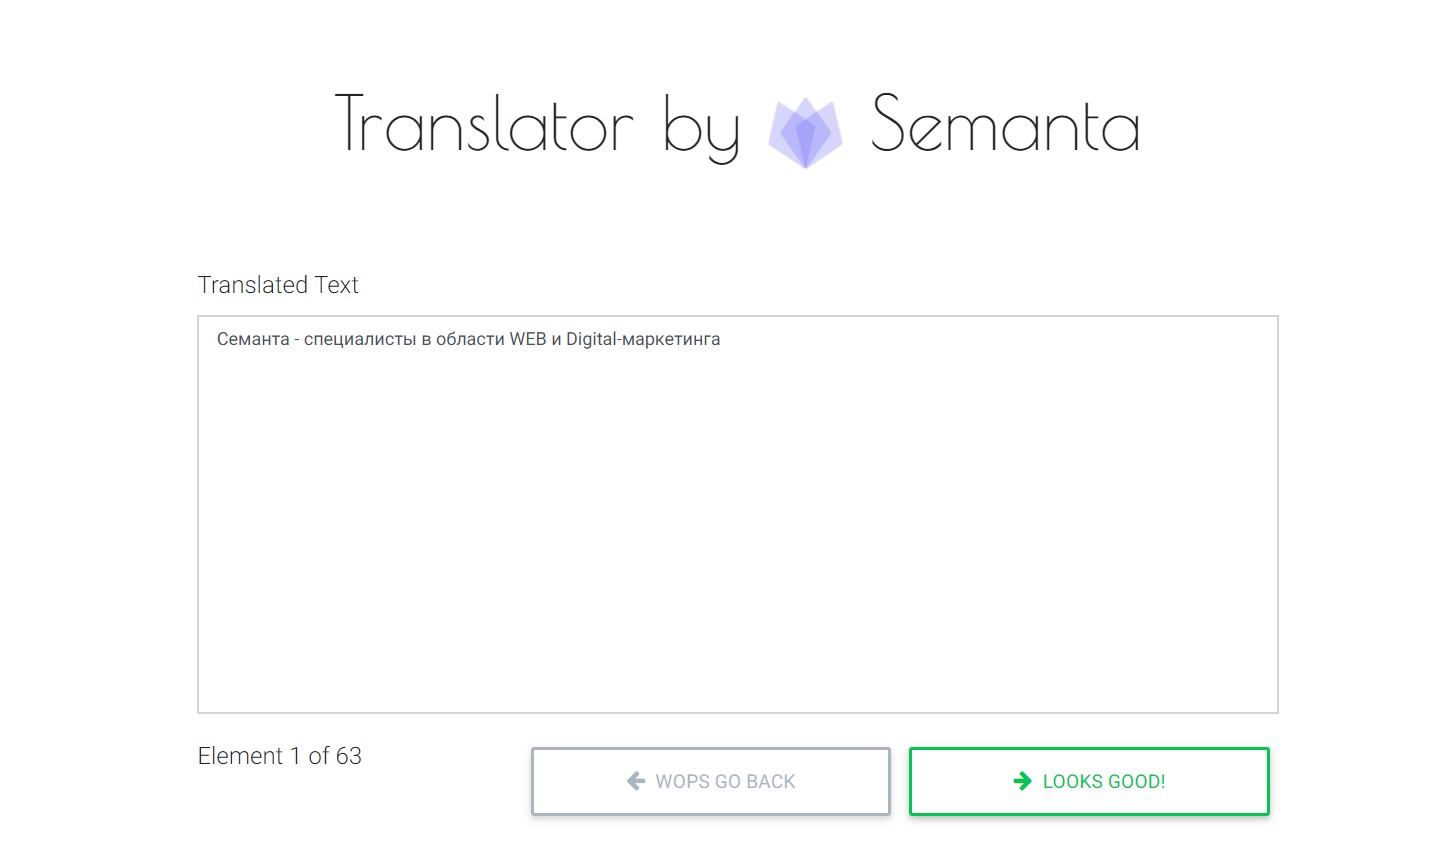 Translator by Semanta
Translated Text
Семанта - специалисты в области WEB и Digital-маркетинга
Element 1 of 63
WOPS GO BACK
LOOKS GOOD!